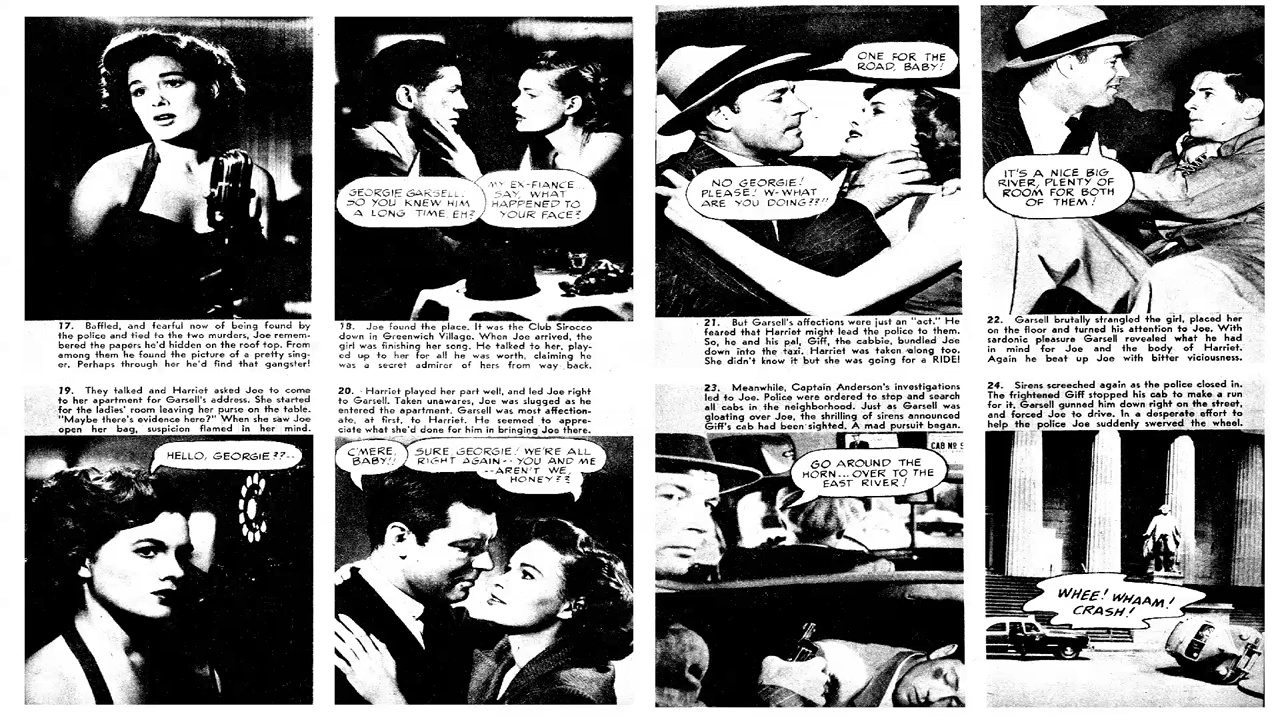 17. Baffled, and fearful now of being found by
the police and tied to the two murders, Joe remem-
bered the papers he'd hidden on the roof top. From
among them he found the picture of a pretty sing-
er. Perhaps through her he'd find that gangster!
GEORGIE GARSELL!
SO YOU KNEW HIM
A LONG TIME EH?
MY EX-FIANCE...
SAY, WHAT
HAPPENED TO
YOUR FACE?
18. Joe found the place. It was the Club Sirocco
down in Greenwich Village. When Joe arrived, the
girl was finishing her song. He talked to her, play-
ed up to her for all he was worth, claiming he
was a secret admirer of hers from way back.
19. They talked and Harriet asked Joe to come
to her apartment for Garsell's address. She started
for the ladies' room leaving her purse on the table.
"Maybe there's evidence here?" When she saw Joe
open her bag, suspicion flamed in her mind.
HELLO, GEORGIE??--
20. Harriet played her part well, and led Joe right
to Garsell. Taken unawares, Joe was slugged as he
entered the apartment. Garsell was most affection-
ate, at first, to Harriet. He seemed to appre-
ciate what she'd done for him in bringing Joe there.
C'MERE,
BABY!!
SURE GEORGIE! WE'RE ALL
RIGHT AGAIN--YOU AND ME
--AREN'T WE,
HONEY??
ONE FOR THE
ROAD, BABY!
NO GEORGIE!
PLEASE! W-WHAT
ARE YOU DOING??!!
21. But Garsell's affections were just an "act." He
feared that Harriet might lead the police to them.
So, he and his pal, Giff, the cabbie, bundled Joe
down into the taxi. Harriet was taken along too.
She didn't know it but she was going for a RIDE!
IT'S A NICE BIG
RIVER, PLENTY OF
ROOM FOR BOTH
OF THEM!
22. Garsell brutally strangled the girl, placed her
on the floor and turned his attention to Joe. With
sardonic pleasure Garsell revealed what he had
in mind for Joe and the body of Harriet.
Again he beat up Joe with bitter viciousness.
23. Meanwhile, Captain Anderson's investigations
led to Joe. Police were ordered to stop and search
all cabs in the neighborhood. Just as Garsell was
gloating over Joe, the shrilling of sirens announced
Giff's cab had been sighted. A mad pursuit began.
CAB NO
GO AROUND THE
HORN...OVER TO THE
EAST RIVER!
24. Sirens screeched again as the police closed in.
The frightened Giff stopped his cab to make a run
for it, Garsell gunned him down right on the street,
and forced Joe to drive. In a desperate effort to
help the police Joe suddenly swerved the wheel.
WHEE! WHAAM!
CRASH!